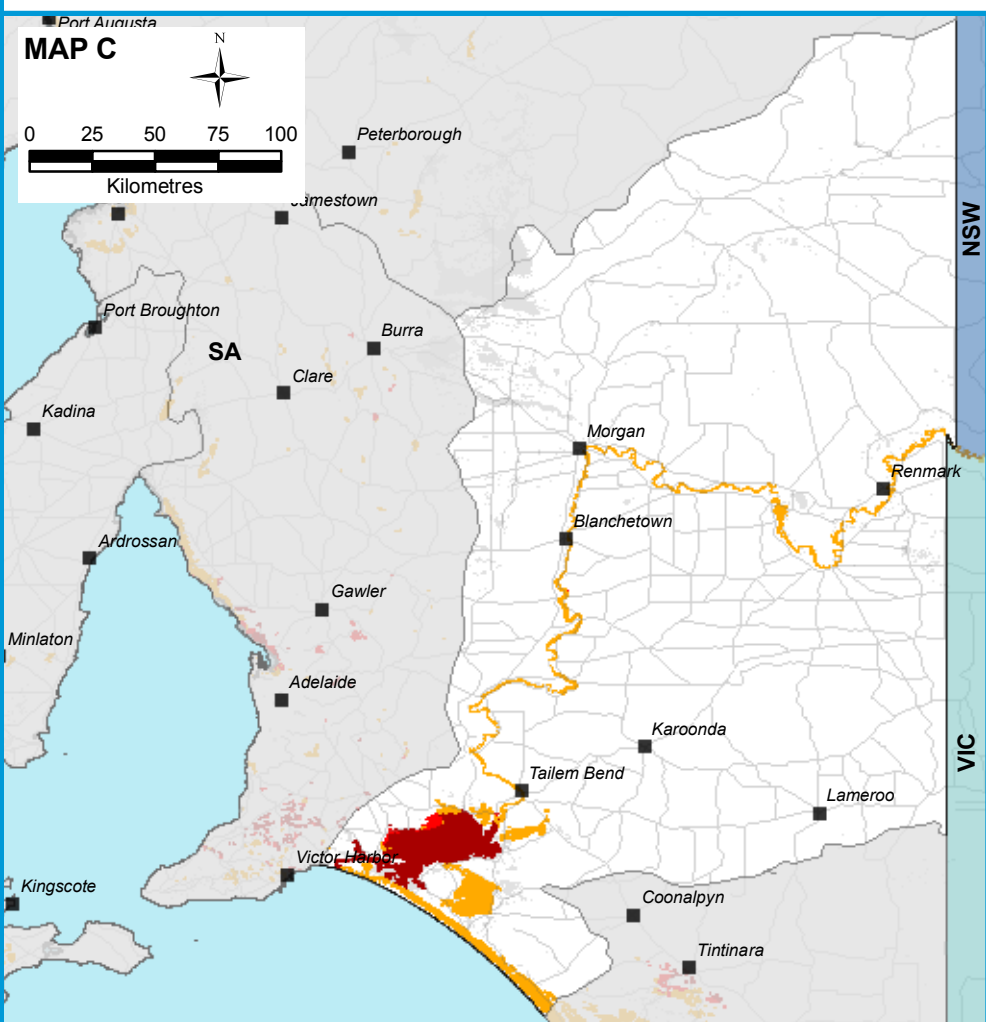 Port Augusta
MAP C
N
0 25 50 75 100
Kilometres
Peterborough
Jamestown
NSW
Port Broughton
Burra
SA
Clare
Kadina
Morgan
Renmark
Blanchetown
Ardrossan
Gawler
Minlaton
Adelaide
Karoonda
VIC
Tailem Bend
Lameroo
Victor Harbor
Kingscote
Coonalpyn
Tintinara